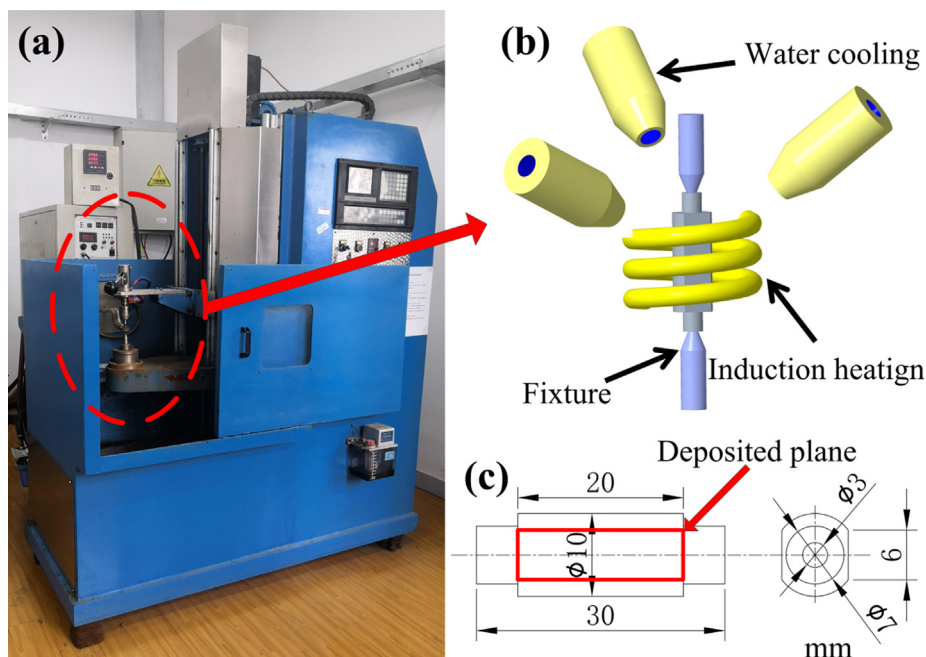 (a)
(b)
Water cooling
Induction heatign
Fixture
(c)
Deposited plane
20
ϕ10
30
ϕ3
6
ϕ7
mm